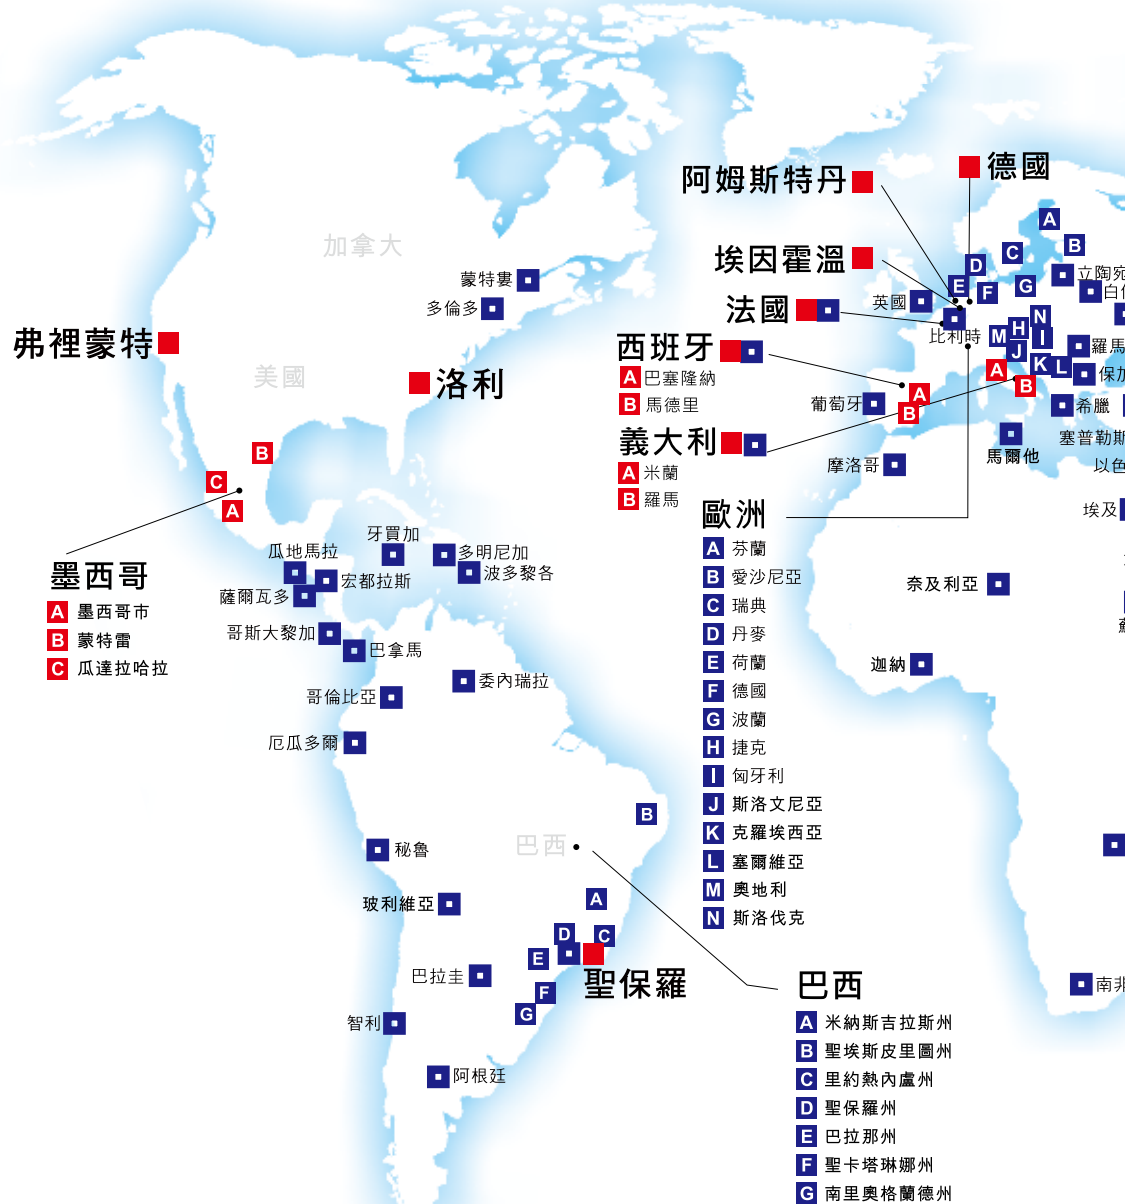 德國
阿姆斯特丹
A
B
加拿大
埃因霍溫
C
D
立陶宛
蒙特婁
E
F
G
多倫多
英國
法國
N
弗裡蒙特
比利時
M
H
I
西班牙
J
羅馬
美國
洛利
A
巴塞隆納
A
K
L
保加
B
馬德里
葡萄牙
A
B
B
希臘
義大利
塞普勒斯
B
馬爾他
A
米蘭
摩洛哥
以色
C
B
羅馬
A
歐洲
埃及
牙買加
A
芬蘭
瓜地馬拉
多明尼加
波多黎各
B
愛沙尼亞
墨西哥
宏都拉斯
奈及利亞
薩爾瓦多
C
瑞典
A
墨西哥市
D
丹麥
哥斯大黎加
B
蒙特雷
巴拿馬
E
荷蘭
迦納
C
瓜達拉哈拉
委內瑞拉
F
德國
哥倫比亞
G
波蘭
厄瓜多爾
H
捷克
I
匈牙利
J
斯洛文尼亞
B
K
克羅埃西亞
巴西
秘魯
L
塞爾維亞
M
奧地利
玻利維亞
A
N
斯洛伐克
D
C
E
巴拉圭
聖保羅
巴西
南非
F
G
智利
A
米納斯吉拉斯州
B
聖埃斯皮里圖州
阿根廷
C
里約熱內盧州
D
聖保羅州
E
巴拉那州
F
聖卡塔琳娜州
G
南里奧格蘭德州